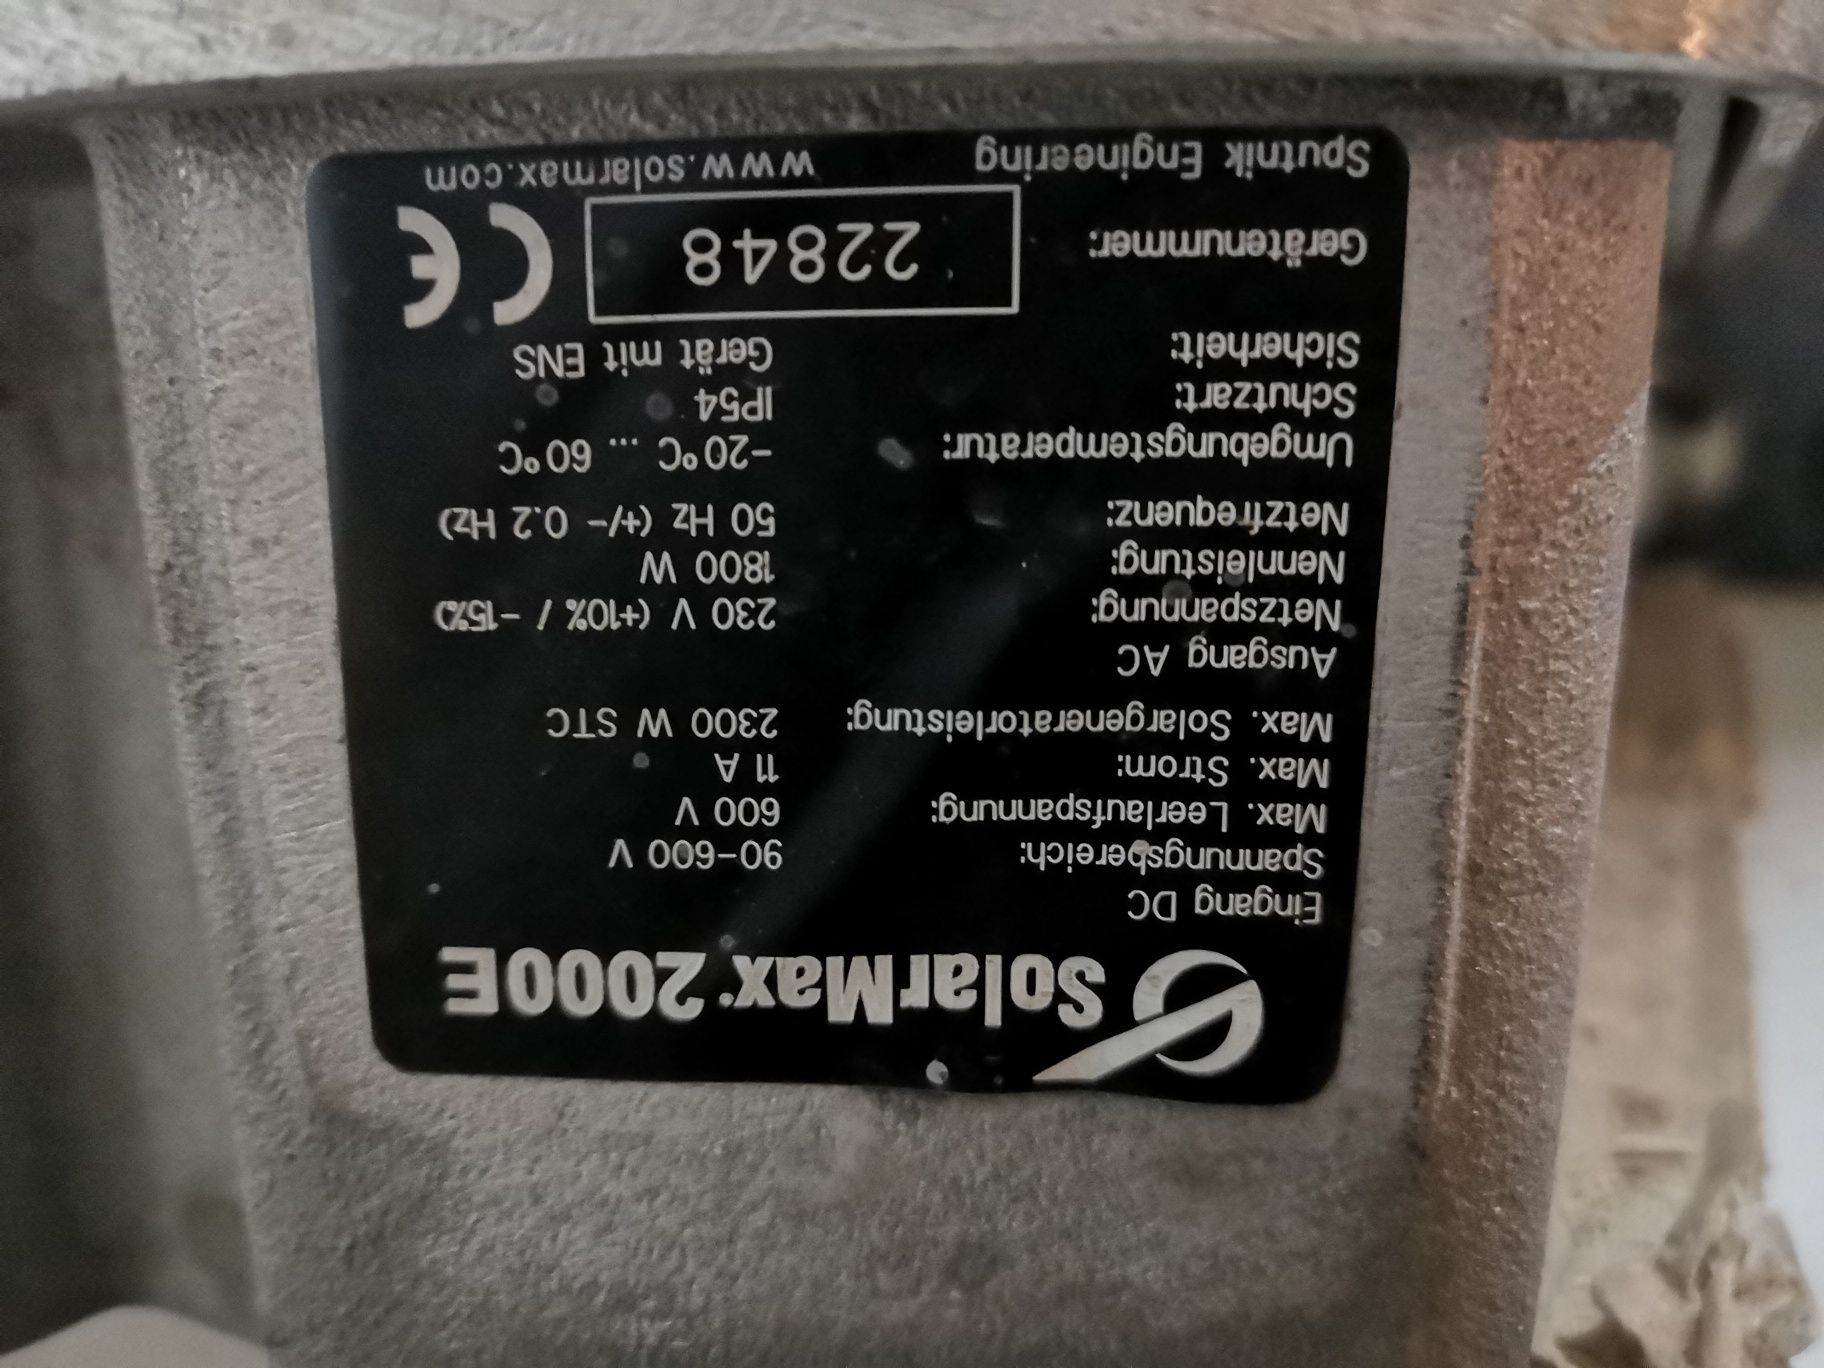 SolarMax® 2000E
Eingang DC
Spannungsbereich: 90-600 V
Max. Leerlaufspannung: 600 V
Max. Strom: 11 A
Max. Solargeneratorleistung: 2300 W STC
Ausgang AC
Netzspannung: 230 V (+10% / -15%)
Nennleistung: 1800 W
Netzfrequenz: 50 Hz (+/- 0.2 Hz)
Umgebungstemperatur: -20°C ... 60°C
Schutzart: IP54
Sicherheit: Gerät mit ENS
Gerätenummer: 22848 CE
Sputnik Engineering www.solarmax.com